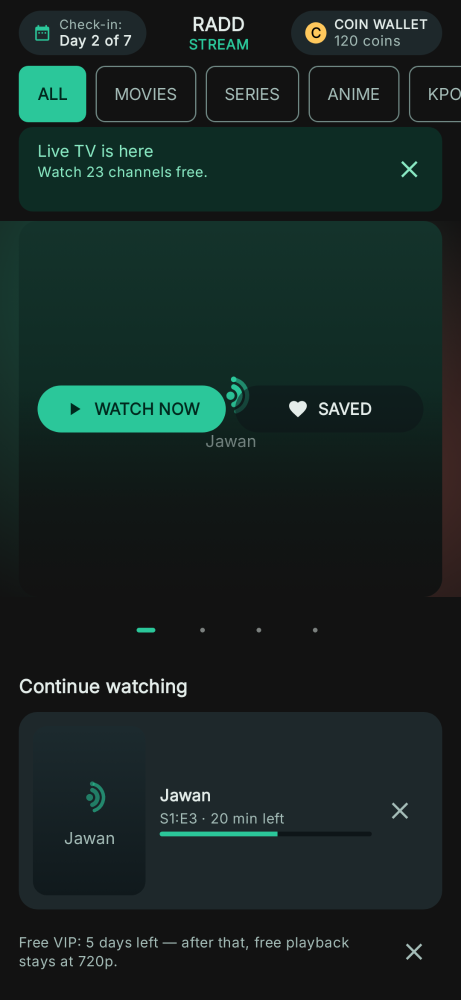 Check-in:
Day 2 of 7
RADD
STREAM
C
COIN WALLET
120 coins
ALL
MOVIES
SERIES
ANIME
KPO
Live TV is here
Watch 23 channels free.
WATCH NOW
SAVED
Jawan
Continue watching
Jawan
Jawan
S1:E3 · 20 min left
Free VIP: 5 days left — after that, free playback
stays at 720p.